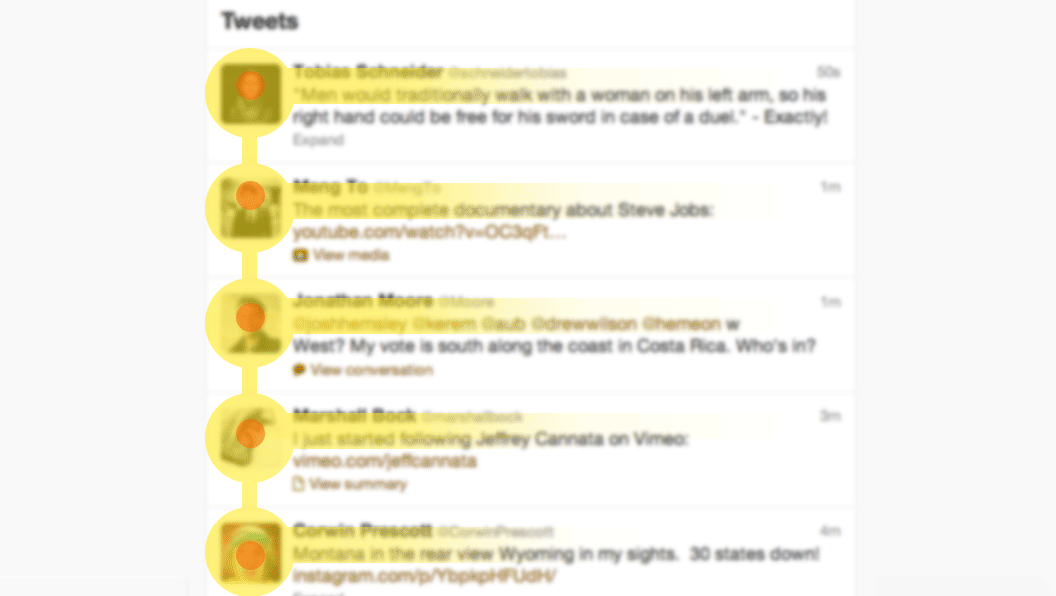 Tweets
Tobias Schneider @schneidertobias 50s
"Men would traditionally walk with a woman on his left arm, so his
right hand could be free for his sword in case of a duel." - Exactly!
Expand
Meng To @MengTo 1m
The most complete documentary about Steve Jobs:
youtube.com/watch?v=OC3qFt...
View media
Jonathan Moore @Moore 1m
@joshhemsley @kerem @aub @drewwilson @hemeon w
West? My vote is south along the coast in Costa Rica. Who's in?
View conversation
Marshall Bock @marshallbock 3m
I just started following Jeffrey Cannata on Vimeo:
vimeo.com/jeffcannata
View summary
Corwin Prescott @CorwinPrescott 4m
Montana in the rear view Wyoming in my sights. 30 states down!
instagram.com/p/YbpkpHFUdH/